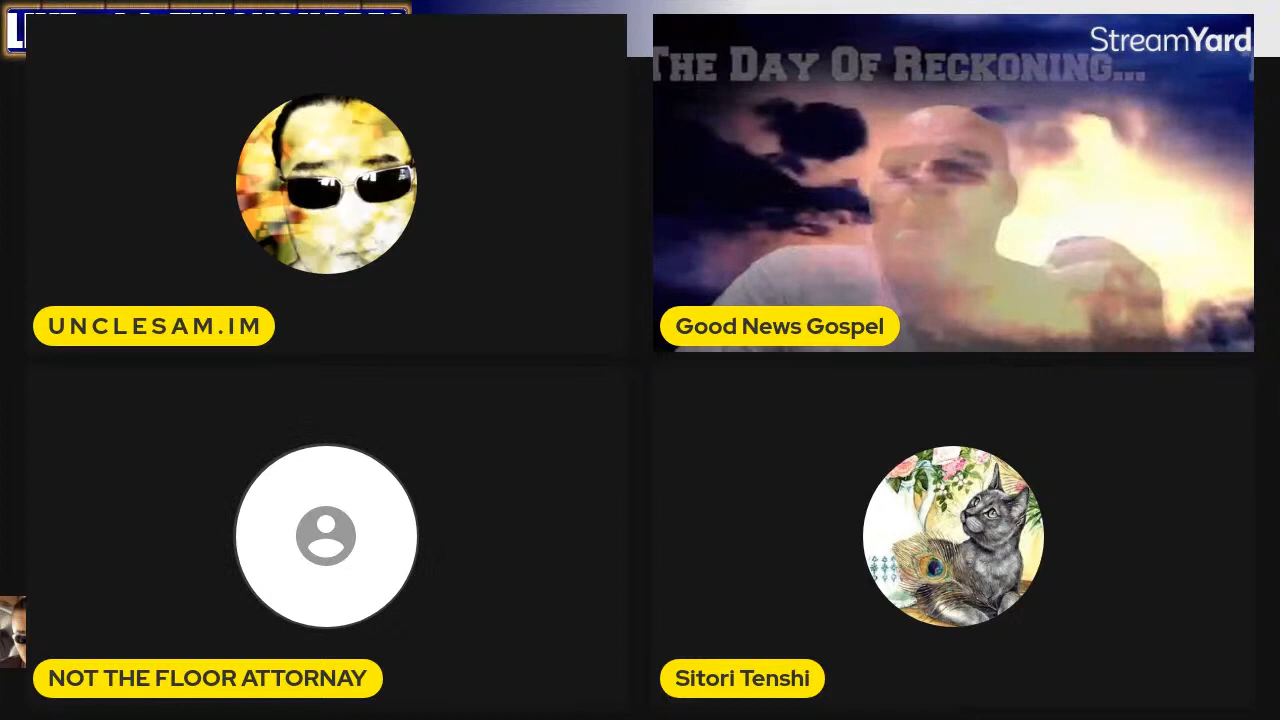 StreamYard
THE DAY OF RECKONING...
UNCLESAM.IM
Good News Gospel
NOT THE FLOOR ATTORNAY
Sitori Tenshi